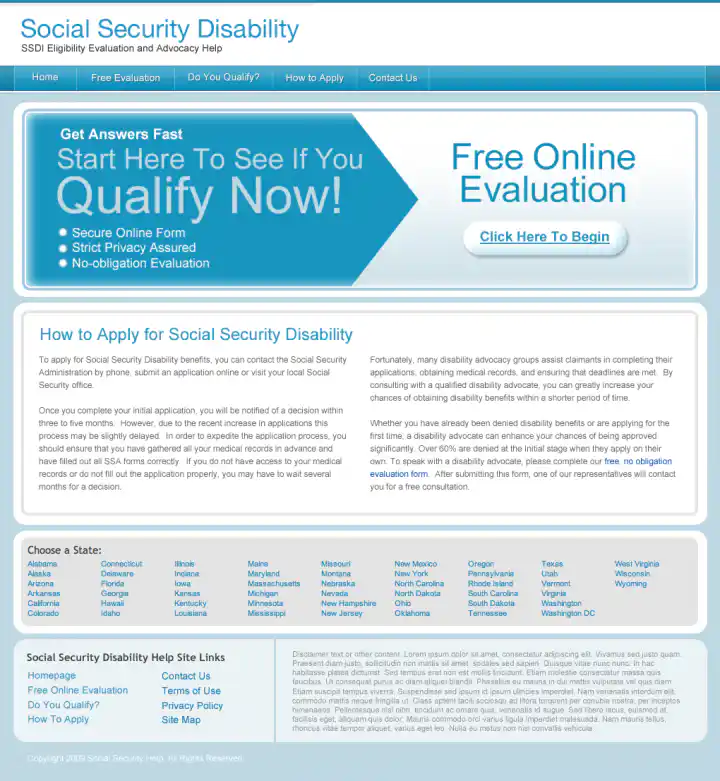 Social Security Disability
SSDI Eligibility Evaluation and Advocacy Help
Home
Free Evaluation
Do You Qualify?
How to Apply
Contact Us
Get Answers Fast
Start Here To See If You
Qualify Now!
Secure Online Form
Strict Privacy Assured
No-obligation Evaluation
Free Online
Evaluation
Click Here To Begin
How to Apply for Social Security Disability
To apply for Social Security Disability benefits, you can contact the Social Security
Administration by phone, submit an application online or visit your local Social
Security office.
Once you complete your initial application, you will be notified of a decision within
three to five months. However, due to the recent increase in applications this
process may be slightly delayed. In order to expedite the application process, you
should ensure that you have gathered all your medical records in advance and
have filled out all SSA forms correctly. If you do not have access to your medical
records or do not fill out the application properly, you may have to wait several
months for a decision.
Fortunately, many disability advocacy groups assist claimants in completing their
applications, obtaining medical records, and ensuring that deadlines are met. By
consulting with a qualified disability advocate, you can greatly increase your
chances of obtaining disability benefits within a shorter period of time.
Whether you have already been denied disability benefits or are applying for the
first time, a disability advocate can enhance your chances of being approved
significantly. Over 60% are denied at the Initial stage when they apply on their
own. To speak with a disability advocate, please complete our free, no obligation
evaluation form. After submitting this form, one of our representatives will contact
you for a free consultation.
Choose a State:
Alabama
Alaska
Arizona
Arkansas
California
Colorado
Connecticut
Delaware
Florida
Georgia
Hawaii
Idaho
Illinois
Indiana
Iowa
Kansas
Kentucky
Louisiana
Maine
Maryland
Massachusetts
Michigan
Minnesota
Mississippi
Missouri
Montana
Nebraska
Nevada
New Hampshire
New Jersey
New Mexico
New York
North Carolina
North Dakota
Ohio
Oklahoma
Oregon
Pennsylvania
Rhode Island
South Carolina
South Dakota
Tennessee
Texas
Utah
Vermont
Virginia
Washington
Washington DC
West Virginia
Wisconsin
Wyoming
Social Security Disability Help Site Links
Homepage
Free Online Evaluation
Do You Qualify?
How To Apply
Contact Us
Terms of Use
Privacy Policy
Site Map
Disclaimer text or other content. Lorem ipsum dolor sit amet, consectetur adipiscing elit. Vivamus sed justo quam.
Praesent diam justo, sollicitudin non mattis sit amet, sodales sed sapien. Quisque vitae nunc nunc. In hac
habitasse platea dictumst. Sed tempus erat non est mollis tincidunt. Etiam molestie consectetur massa quis
faucibus. Ut consequat purus ac diam aliquet blandit. Phasellus eu mauris in dui mattis vulputate vel quis diam.
Etiam suscipit tempus viverra. Suspendisse sed ipsum id ipsum ultricies imperdiet. Nam venenatis interdum elit,
commodo mattis neque fringilla ut. Class aptent taciti sociosqu ad litora torquent per conubia nostra, per inceptos
himenaeos. Pellentesque nisl nibh, tincidunt ac ornare quis, venenatis id augue. Sed libero lacus, euismod at
facilisis eget, aliquam quis dolor. Mauris commodo orci varius ligula imperdiet malesuada. Nam mauris tellus,
rhoncus vitae tempor aliquet, varius eget leo. Nulla eu metus non nisi convallis vehicula.
Copyright 2009 Social Security Help. All Rights Reserved.